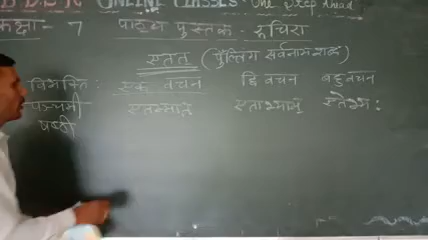 B.D.E.N ONLINE CLASSES: One step ahead
कक्षा - 7 पाठ्य पुस्तक - रूचिरा
एतत् (पुँल्लिंग सर्वनाम शब्द)
विभक्ति: एक वचन द्वि वचन बहु वचन
पञ्चमी एतस्मात् एताभ्याम् एतेभ्य:
षष्ठी